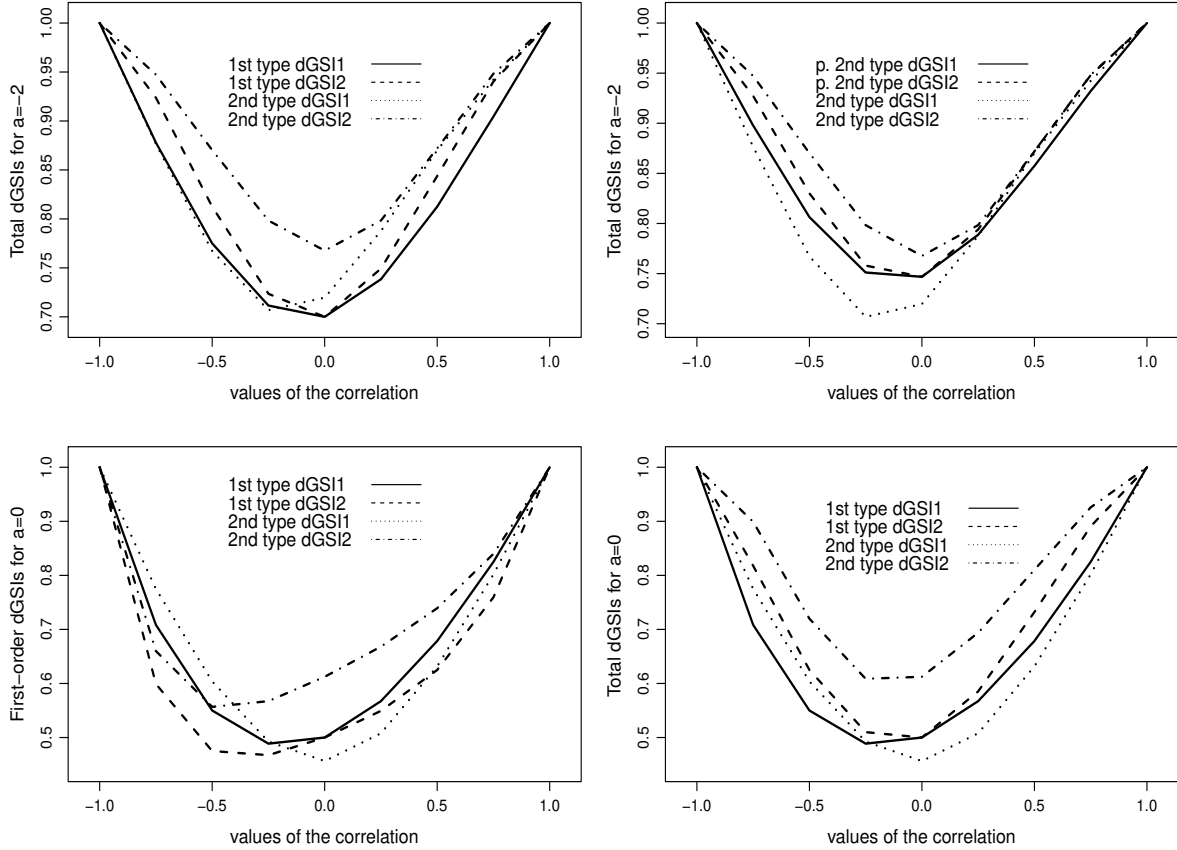 Total dGSIs for a=−2
1.00
0.95
0.90
0.85
0.80
0.75
0.70
1st type dGSI1
1st type dGSI2
2nd type dGSI1
2nd type dGSI2
−1.0 −0.5 0.0 0.5 1.0
values of the correlation
Total dGSIs for a=−2
1.00
0.95
0.90
0.85
0.80
0.75
0.70
p. 2nd type dGSI1
p. 2nd type dGSI2
2nd type dGSI1
2nd type dGSI2
−1.0 −0.5 0.0 0.5 1.0
values of the correlation
First−order dGSIs for a=0
1.0
0.9
0.8
0.7
0.6
0.5
1st type dGSI1
1st type dGSI2
2nd type dGSI1
2nd type dGSI2
−1.0 −0.5 0.0 0.5 1.0
values of the correlation
Total dGSIs for a=0
1.0
0.9
0.8
0.7
0.6
0.5
1st type dGSI1
1st type dGSI2
2nd type dGSI1
2nd type dGSI2
−1.0 −0.5 0.0 0.5 1.0
values of the correlation